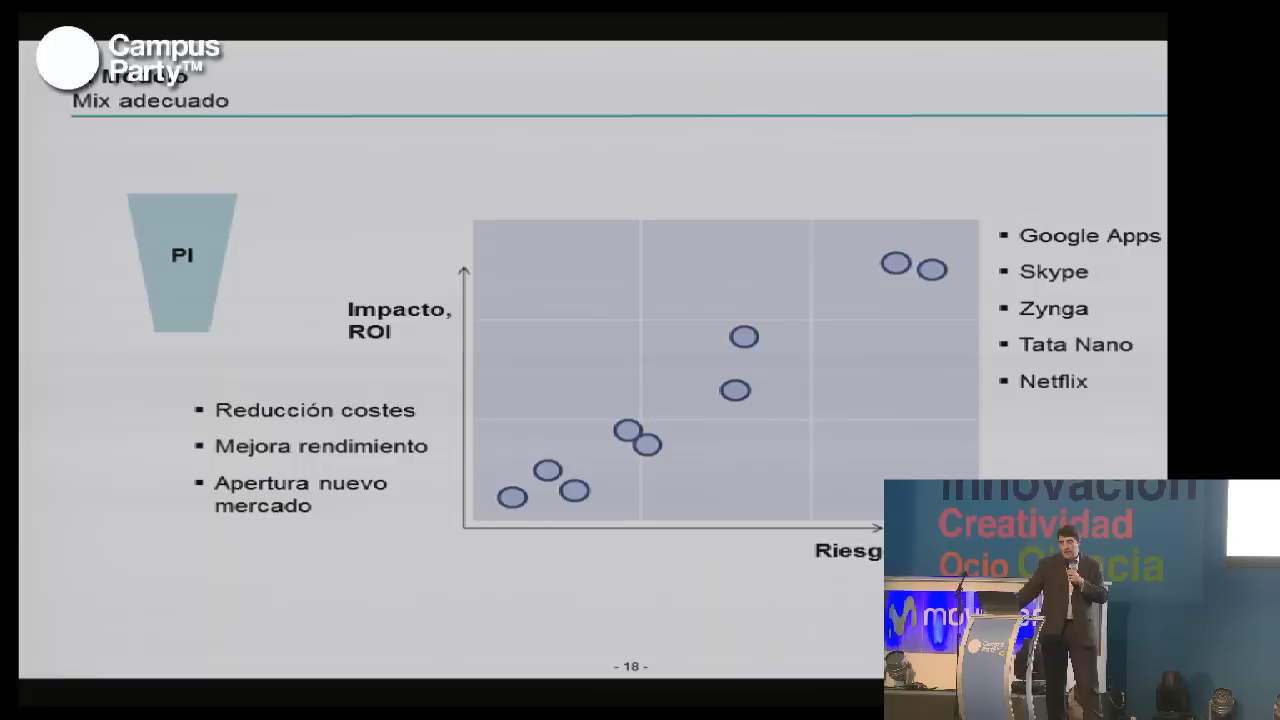 Campus
Party™
Modelo
Mix adecuado
PI
Impacto,
ROI
Reducción costes
Mejora rendimiento
Apertura nuevo
mercado
Google Apps
Skype
Zynga
Tata Nano
Netflix
Riesg
- 18 -
Innovación
Creatividad
Ocio Ciencia